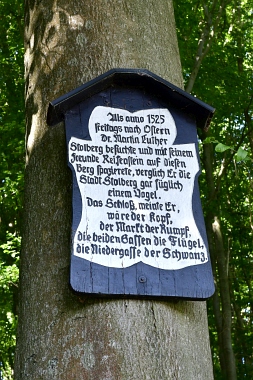 Als anno 1525
freitags nach Ostern
Dr. Martin Luther
Stolberg besuchte und mit seinem
Freunde Reifenstein auf diesen
Berg spazierete, verglich Er die
Stadt Stolberg gar füglich
einem Vogel.
Das Schloß, meinte Er,
wäre der Kopf,
der Markt der Rumpf,
die beiden Gassen die Flügel,
die Niedergasse der Schwanz.